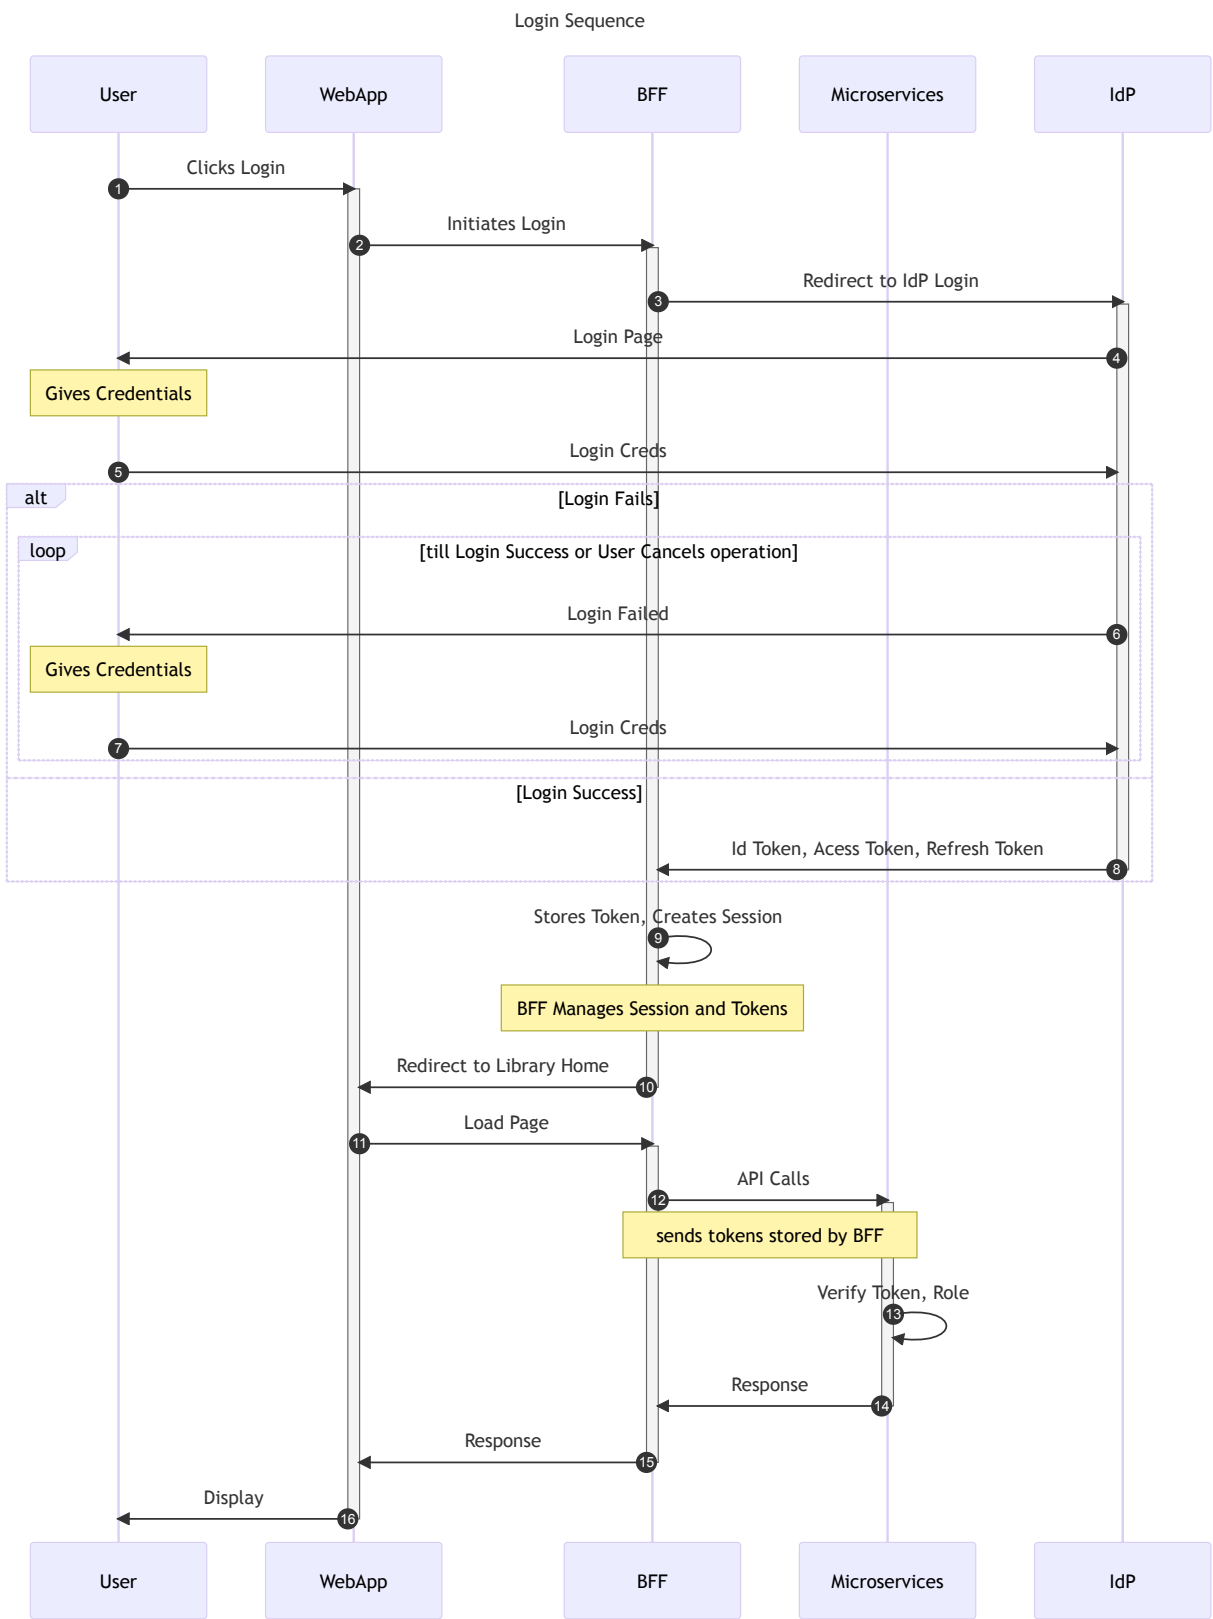 Login Sequence
User WebApp BFF Microservices IdP
Clicks Login
1
Initiates Login
2
Redirect to IdP Login
3
Login Page
4
Gives Credentials
Login Creds
5
alt [Login Fails]
loop [till Login Success or User Cancels operation]
Login Failed
6
Gives Credentials
Login Creds
7
[Login Success]
Id Token, Acess Token, Refresh Token
8
Stores Token, Creates Session
9
BFF Manages Session and Tokens
Redirect to Library Home
10
Load Page
11
API Calls
12
sends tokens stored by BFF
Verify Token, Role
13
Response
14
Response
15
Display
16
User WebApp BFF Microservices IdP